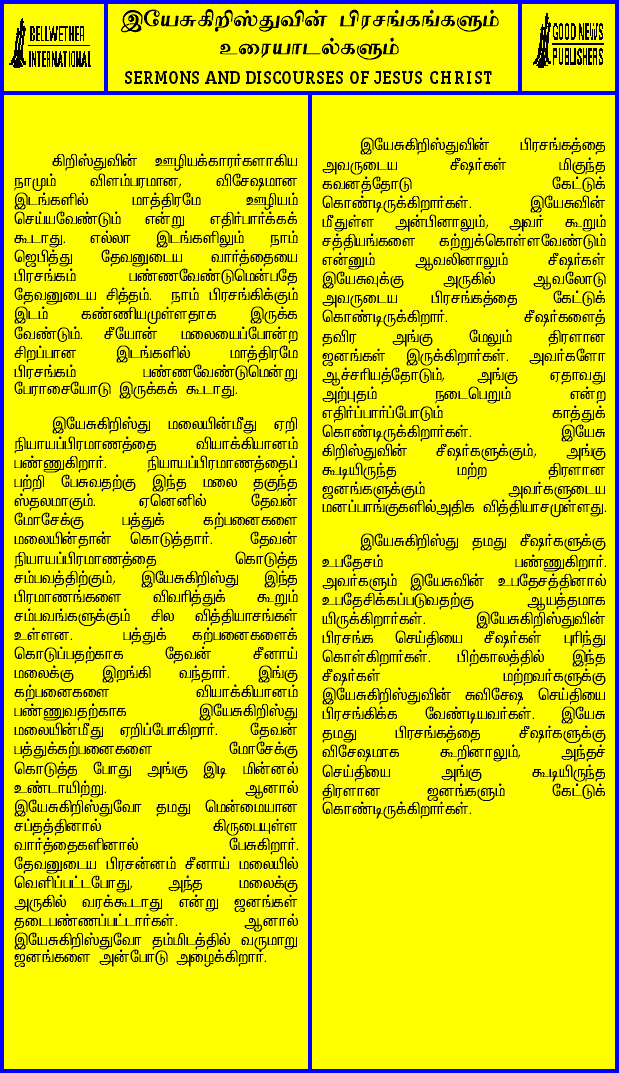 BELLWETHER
INTERNATIONAL
இயேசுகிறிஸ்துவின் பிரசங்கங்களும்
உரையாடல்களும்
SERMONS AND DISCOURSES OF JESUS CHRIST
GOOD NEWS
PUBLISHERS
கிறிஸ்துவின் ஊழியக்காரர்களாகிய
நாமும் விளம்பரமான, விசேஷமான
இடங்களில் மாத்திரமே ஊழியம்
செய்யவேண்டும் என்று எதிர்பார்க்கக்
கூடாது. எல்லா இடங்களிலும் நாம்
ஜெபித்து தேவனுடைய வார்த்தையை
பிரசங்கம் பண்ணவேண்டுமென்பதே
தேவனுடைய சித்தம். நாம் பிரசங்கிக்கும்
இடம் கண்ணியமுள்ளதாக இருக்க
வேண்டும். சீயோன் மலையைப்போன்ற
சிறப்பான இடங்களில் மாத்திரமே
பிரசங்கம் பண்ணவேண்டுமென்று
பேராசையோடு இருக்கக் கூடாது.
இயேசுகிறிஸ்து மலையின்மீது ஏறி
நியாயப்பிரமாணத்தை வியாக்கியானம்
பண்ணுகிறார். நியாயப்பிரமாணத்தைப்
பற்றி பேசுவதற்கு இந்த மலை தகுந்த
ஸ்தலமாகும். ஏனெனில் தேவன்
மோசேக்கு பத்துக் கற்பனைகளை
மலையின்தான் கொடுத்தார். தேவன்
நியாயப்பிரமாணத்தை கொடுத்த
சம்பவத்திற்கும், இயேசுகிறிஸ்து இந்த
பிரமாணங்களை விவரித்துக் கூறும்
சம்பவங்களுக்கும் சில வித்தியாசங்கள்
உள்ளன. பத்துக் கற்பனைகளைக்
கொடுப்பதற்காக தேவன் சீனாய்
மலைக்கு இறங்கி வந்தார். இங்கு
கற்பனைகளை வியாக்கியானம்
பண்ணுவதற்காக இயேசுகிறிஸ்து
மலையின்மீது ஏறிப்போகிறார். தேவன்
பத்துக்கற்பனைகளை மோசேக்கு
கொடுத்த போது அங்கு இடி மின்னல்
உண்டாயிற்று. ஆனால்
இயேசுகிறிஸ்துவோ தமது மென்மையான
சப்தத்தினால் கிருபையுள்ள
வார்த்தைகளினால் பேசுகிறார்.
தேவனுடைய பிரசன்னம் சீனாய் மலையில்
வெளிப்பட்டபோது, அந்த மலைக்கு
அருகில் வரக்கூடாது என்று ஜனங்கள்
தடைபண்ணப்பட்டார்கள். ஆனால்
இயேசுகிறிஸ்துவோ தம்மிடத்தில் வருமாறு
ஜனங்களை அன்போடு அழைக்கிறார்.
இயேசுகிறிஸ்துவின் பிரசங்கத்தை
அவருடைய சீஷர்கள் மிகுந்த
கவனத்தோடு கேட்டுக்
கொண்டிருக்கிறார்கள். இயேசுவின்
மீதுள்ள அன்பினாலும், அவர் கூறும்
சத்தியங்களை கற்றுக்கொள்ளவேண்டும்
என்னும் ஆவலினாலும் சீஷர்கள்
இயேசுவுக்கு அருகில் ஆவலோடு
அவருடைய பிரசங்கத்தை கேட்டுக்
கொண்டிருக்கிறார். சீஷர்களைத்
தவிர அங்கு மேலும் திரளான
ஜனங்கள் இருக்கிறார்கள். அவர்களோ
ஆச்சரியத்தோடும், அங்கு ஏதாவது
அற்புதம் நடைபெறும் என்ற
எதிர்ப்பார்ப்போடும் காத்துக்
கொண்டிருக்கிறார்கள். இயேசு
கிறிஸ்துவின் சீஷர்களுக்கும், அங்கு
கூடியிருந்த மற்ற திரளான
ஜனங்களுக்கும் அவர்களுடைய
மனப்பாங்குகளில்அதிக வித்தியாசமுள்ளது.
இயேசுகிறிஸ்து தமது சீஷர்களுக்கு
உபதேசம் பண்ணுகிறார்.
அவர்களும் இயேசுவின் உபதேசத்தினால்
உபதேசிக்கப்படுவதற்கு ஆயத்தமாக
யிருக்கிறார்கள். இயேசுகிறிஸ்துவின்
பிரசங்க செய்தியை சீஷர்கள் புரிந்து
கொள்கிறார்கள். பிற்காலத்தில் இந்த
சீஷர்கள் மற்றவர்களுக்கு
இயேசுகிறிஸ்துவின் சுவிசேஷ செய்தியை
பிரசங்கிக்க வேண்டியவர்கள். இயேசு
தமது பிரசங்கத்தை சீஷர்களுக்கு
விசேஷமாக கூறினாலும், அந்தச்
செய்தியை அங்கு கூடியிருந்த
திரளான ஜனங்களும் கேட்டுக்
கொண்டிருக்கிறார்கள்.